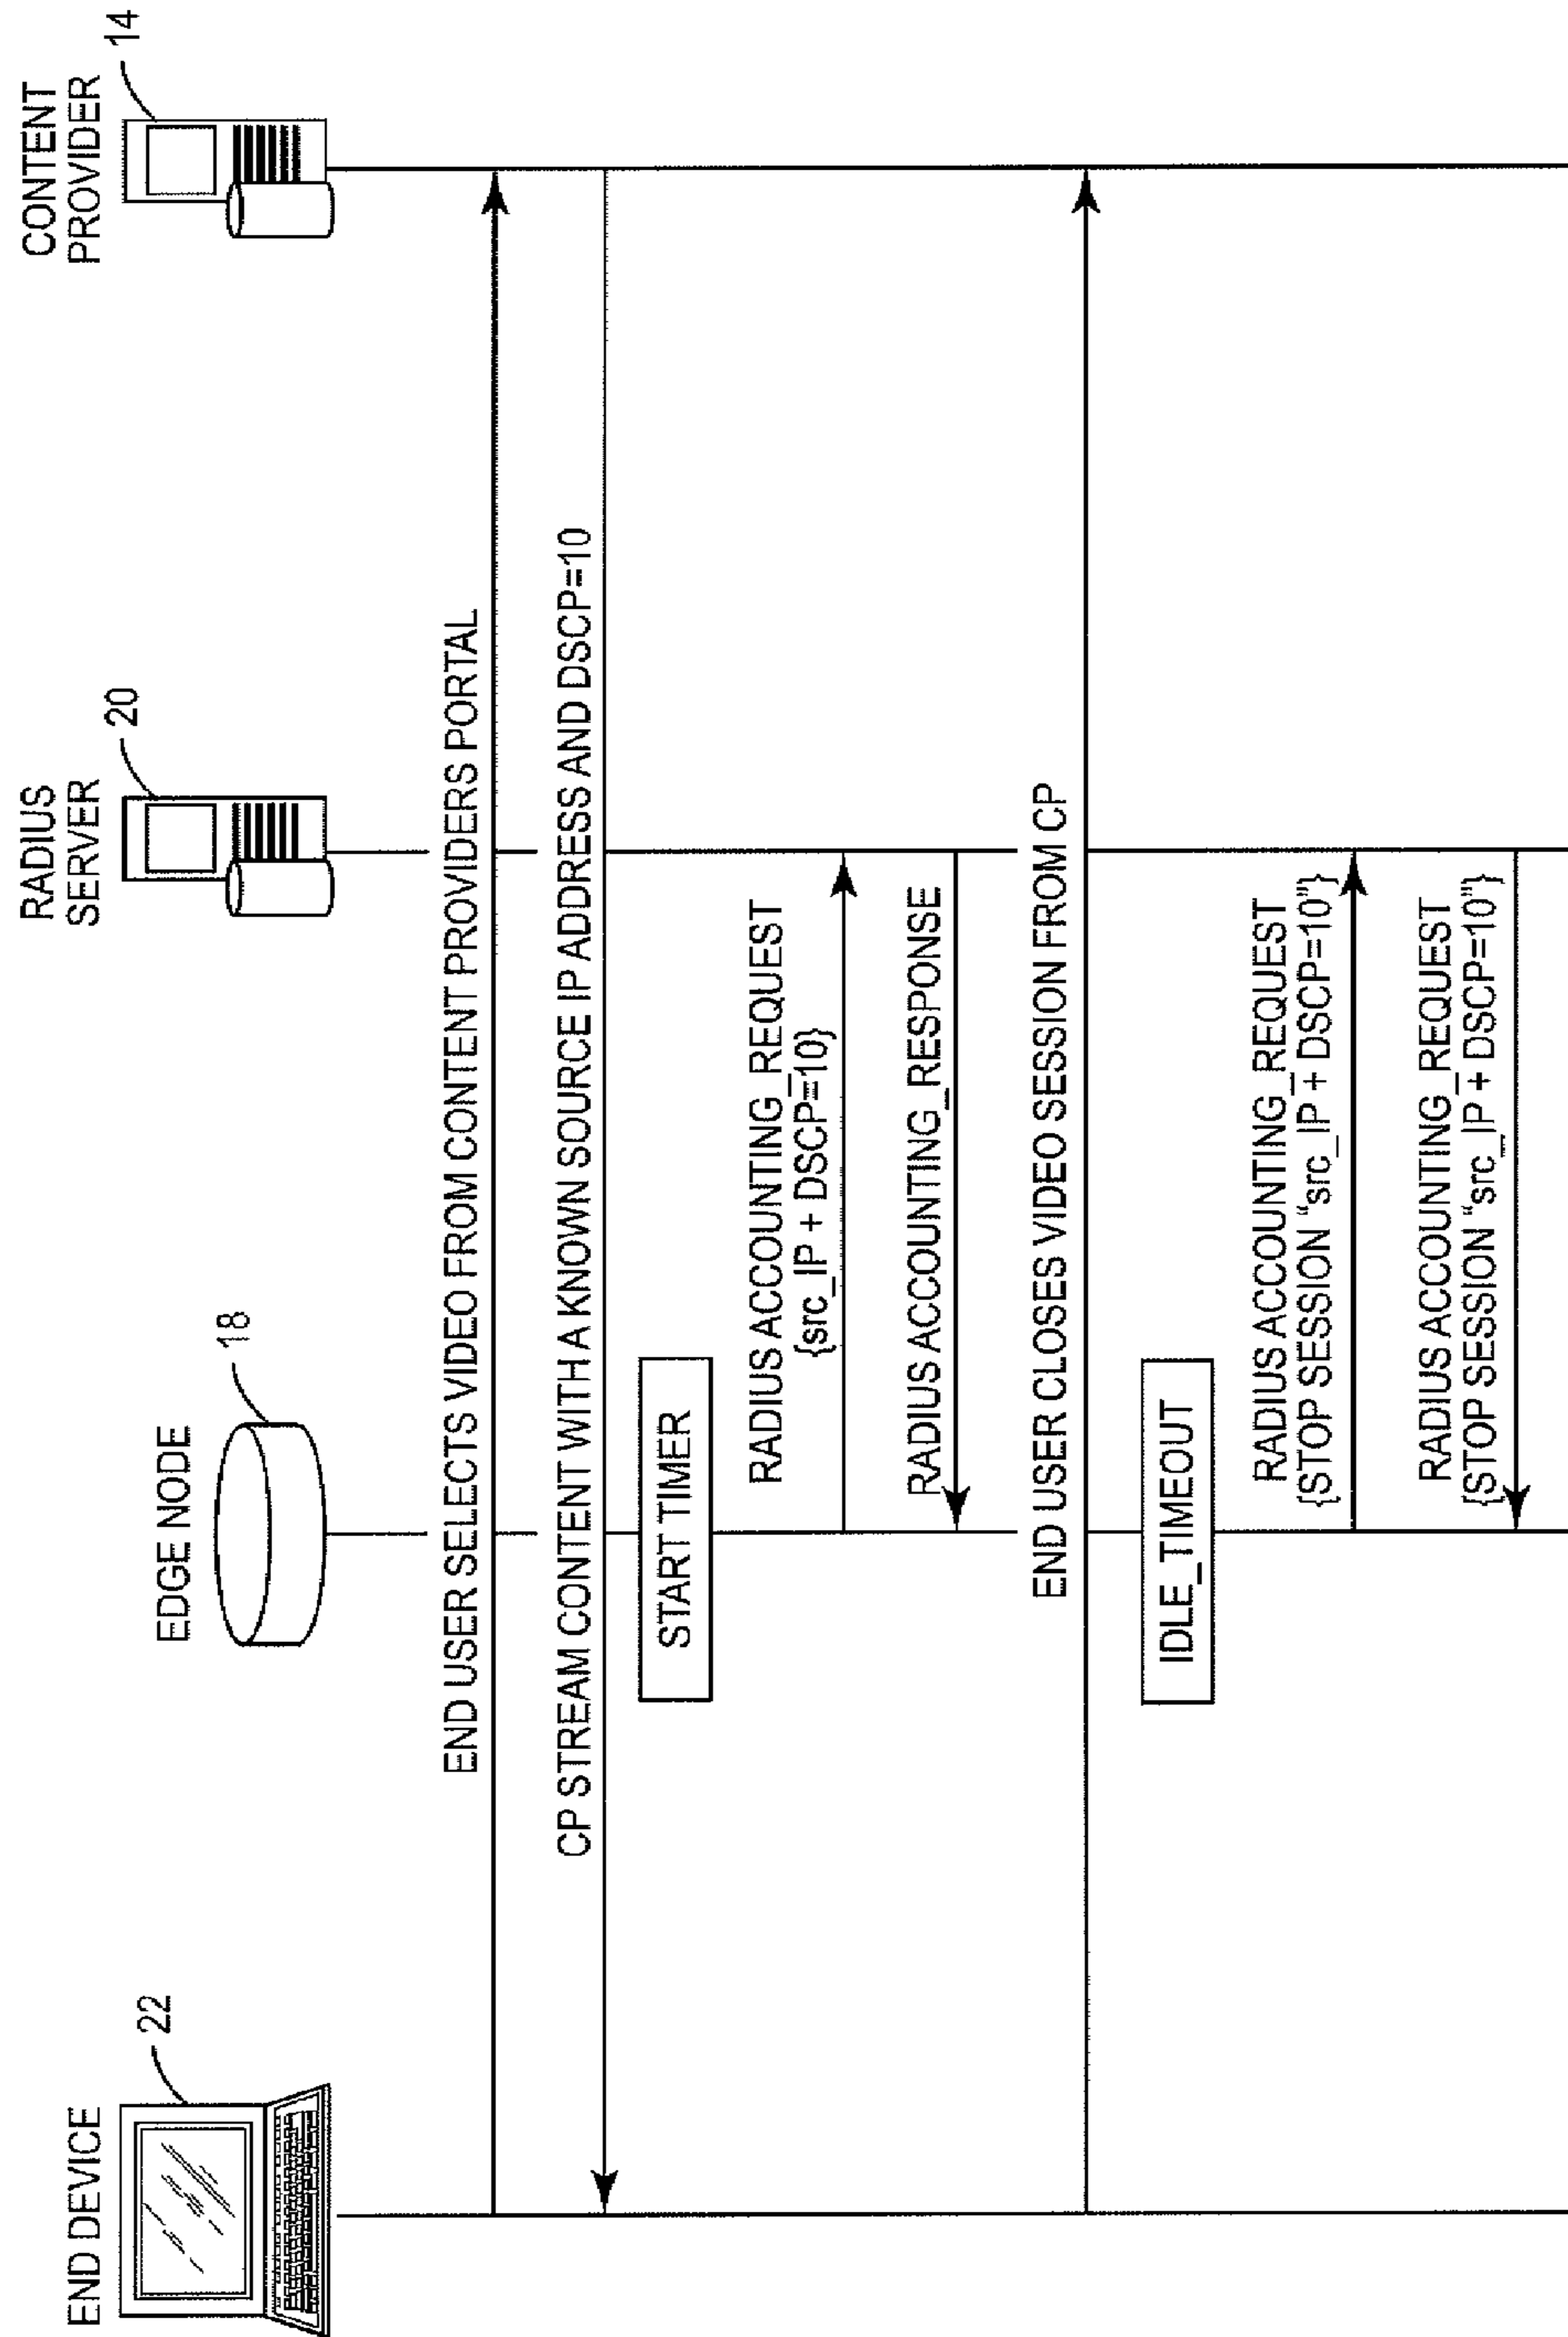 END DEVICE
22
EDGE NODE
18
RADIUS
SERVER
20
CONTENT
PROVIDER
14
END USER SELECTS VIDEO FROM CONTENT PROVIDERS PORTAL
CP STREAM CONTENT WITH A KNOWN SOURCE IP ADDRESS AND DSCP=10
START TIMER
RADIUS ACCOUNTING_REQUEST
{src_IP + DSCP=10}
RADIUS ACCOUNTING_RESPONSE
END USER CLOSES VIDEO SESSION FROM CP
IDLE_TIMEOUT
RADIUS ACCOUNTING_REQUEST
{STOP SESSION “src_IP + DSCP=10”}
RADIUS ACCOUNTING_REQUEST
{STOP SESSION “src_IP + DSCP=10”}